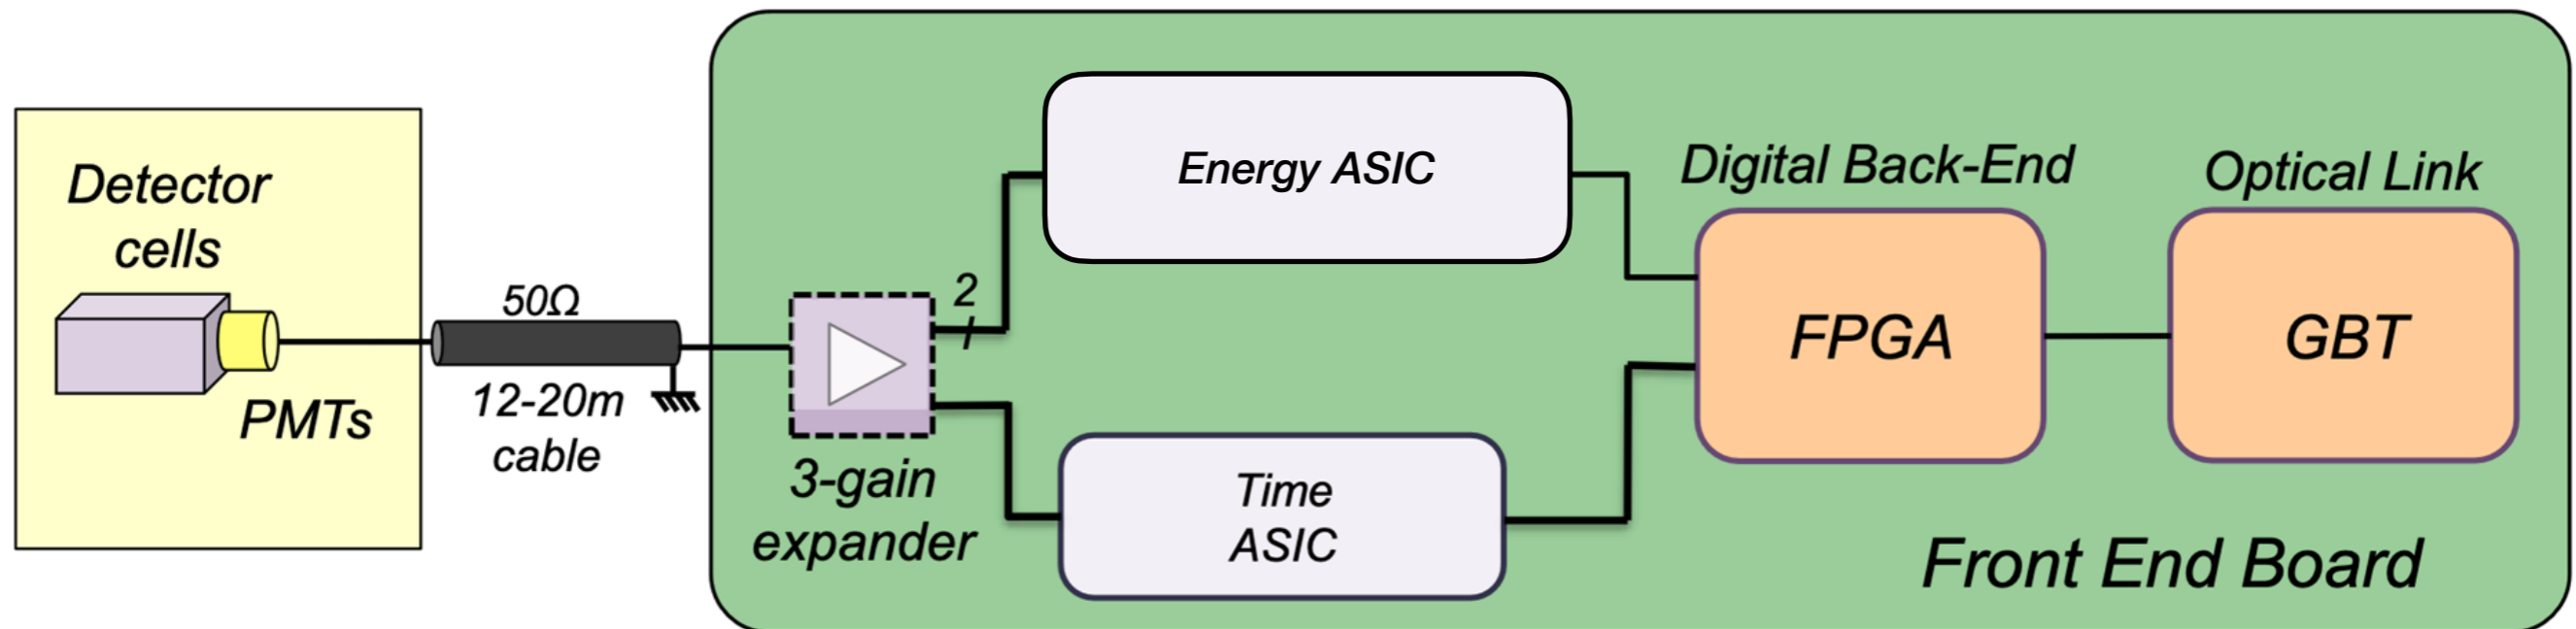 Detector
cells
PMTs
50Ω
12-20m
cable
2
3-gain
expander
Energy ASIC
Time
ASIC
Digital Back-End
FPGA
Optical Link
GBT
Front End Board